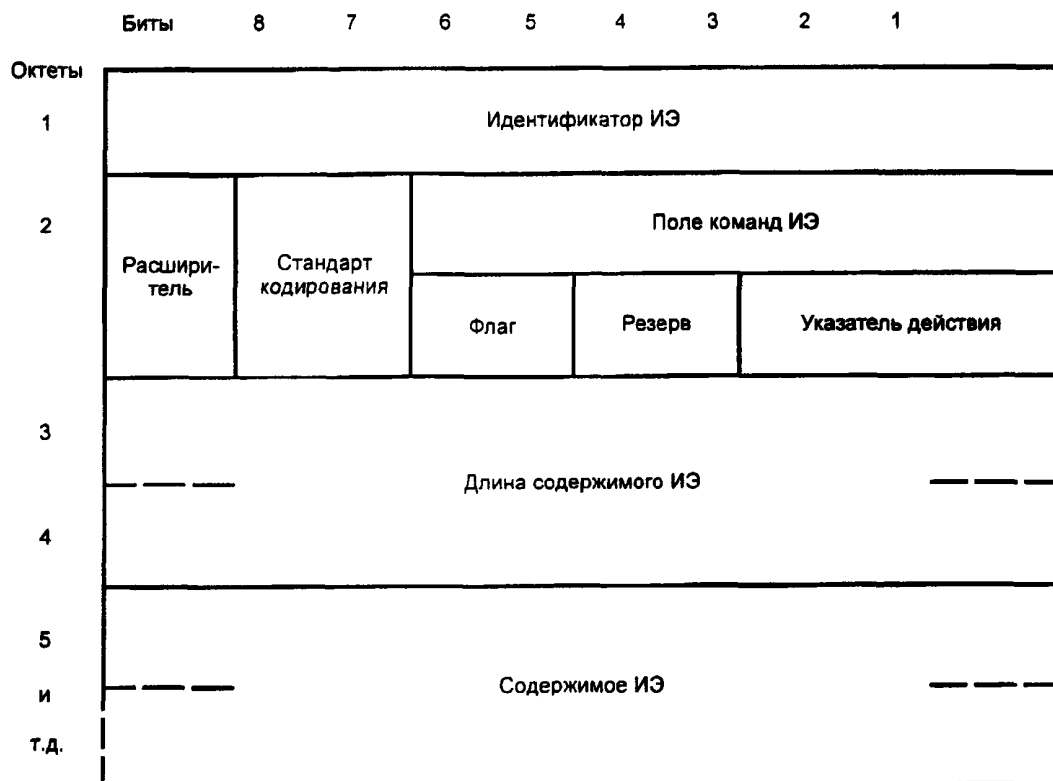 Биты 8 7 6 5 4 3 2 1
Октеты
1 Идентификатор ИЭ
2 Поле команд ИЭ
Расшири-
тель
Стандарт
кодирования
Флаг Резерв Указатель действия
3
Длина содержимого ИЭ
4
5
и Содержимое ИЭ
т.д.